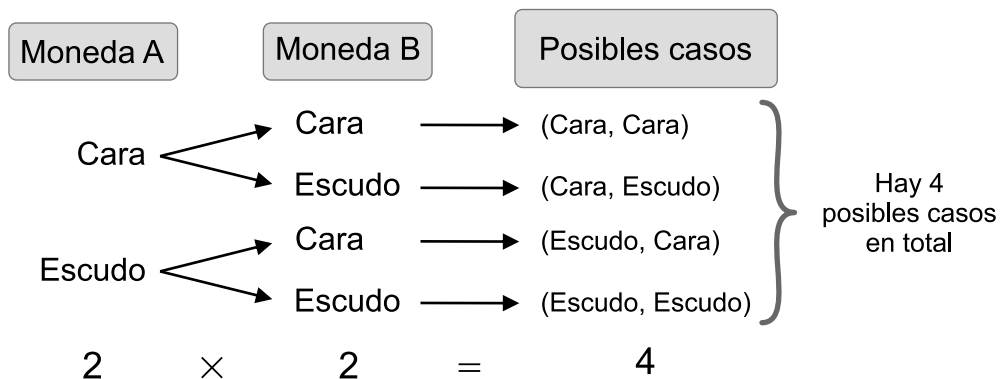 Moneda A
Moneda B
Posibles casos
Cara
Cara
(Cara, Cara)
Escudo
(Cara, Escudo)
Escudo
Cara
(Escudo, Cara)
Escudo
(Escudo, Escudo)
Hay 4
posibles casos
en total
2 × 2 = 4